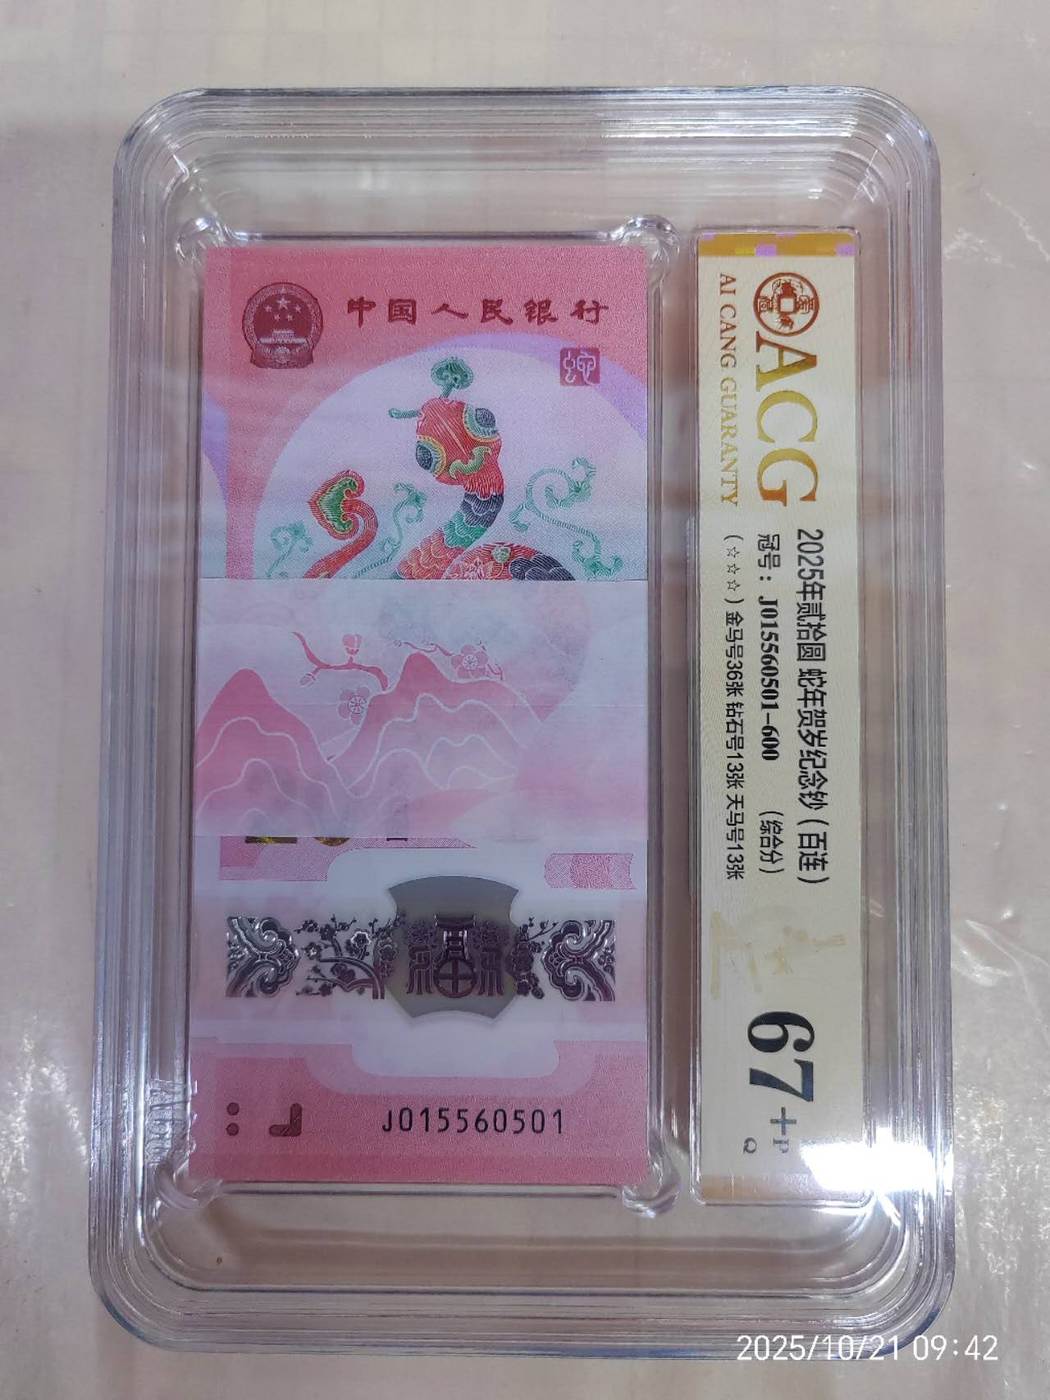 中国人民银行
蛇
福
J015560501
ACG
AI CANG GUARANTY
2025年贰拾圆 蛇年贺岁纪念钞（百连）
冠号：J015560501-600 （综合分）
（☆☆☆）金马号36张 钻石号13张 天马号13张
67+
P
Q
2025/10/21 09:42